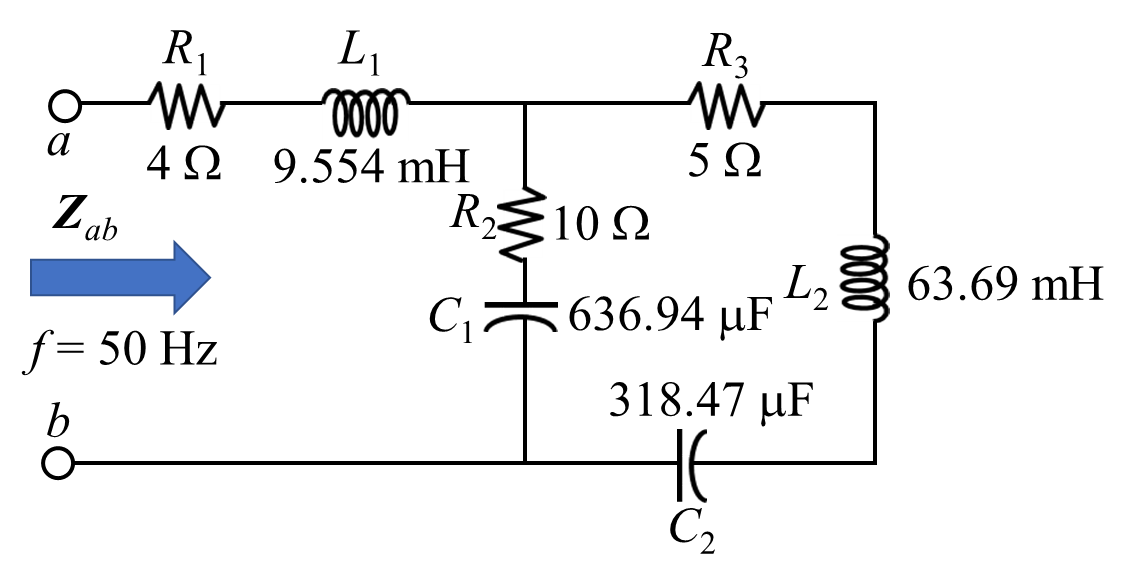 R₁
L₁
R₃
a
4 Ω
9.554 mH
5 Ω
Zab
R₂
10 Ω
L₂
63.69 mH
C₁
636.94 μF
f = 50 Hz
318.47 μF
b
C₂